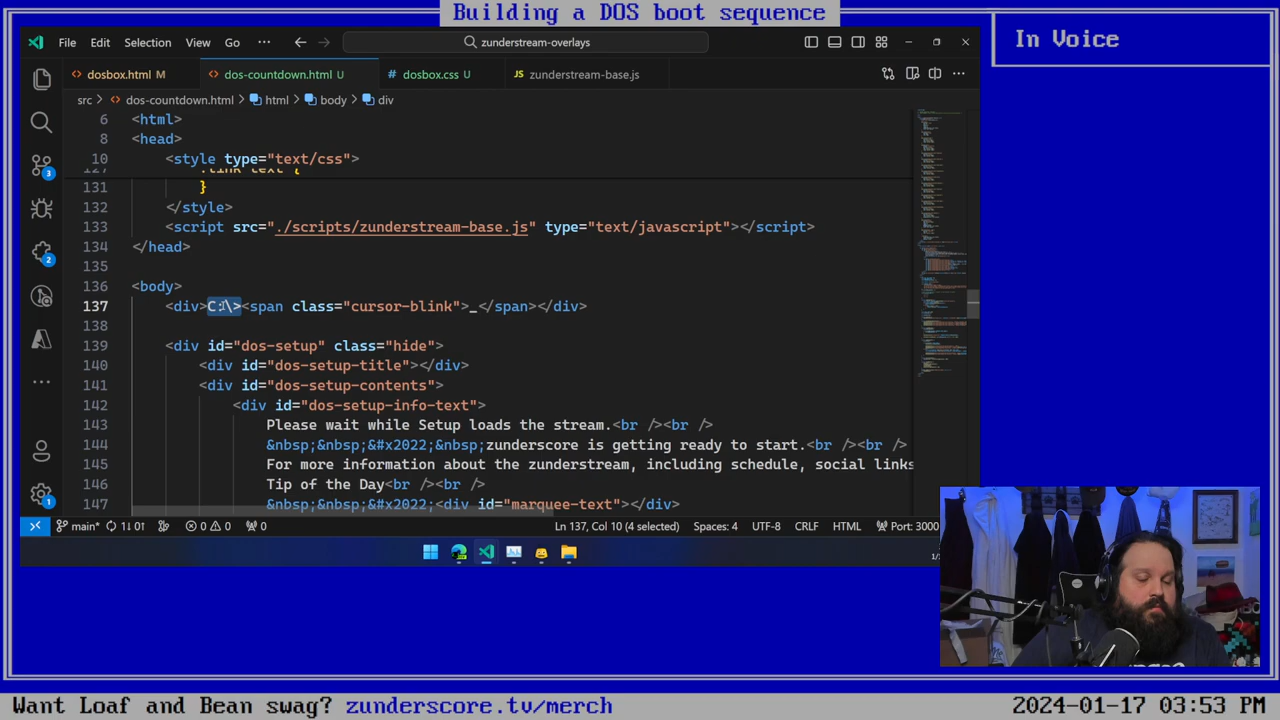 Building a DOS boot sequence
In Voice
File Edit Selection View Go ... zunderstream-overlays
dosbox.html M dos-countdown.html U dosbox.css U JS zunderstream-base.js
src > dos-countdown.html > html > body > div
6 <html>
8 <head>
10 <style type="text/css">
127 .link-text {
131 }
132 </style>
133 <script src="./scripts/zunderstream-base.js" type="text/javascript"></script>
134 </head>
135
136 <body>
137 <div>C:\><span class="cursor-blink">_</span></div>
138
139 <div id="dos-setup" class="hide">
140 <div id="dos-setup-title"></div>
141 <div id="dos-setup-contents">
142 <div id="dos-setup-info-text">
143 Please wait while Setup loads the stream.<br /><br />
144 &nbsp;&nbsp;&#x2022;&nbsp;zunderscore is getting ready to start.<br /><br />
145 For more information about the zunderstream, including schedule, social links
146 Tip of the Day<br /><br />
147 &nbsp;&nbsp;&#x2022;<div id="marquee-text"></div>
3
2
1
main* 0 0 0 Ln 137, Col 10 (4 selected) Spaces: 4 UTF-8 CRLF HTML Port: 3000
Want Loaf and Bean swag? zunderscore.tv/merch 2024-01-17 03:53 PM